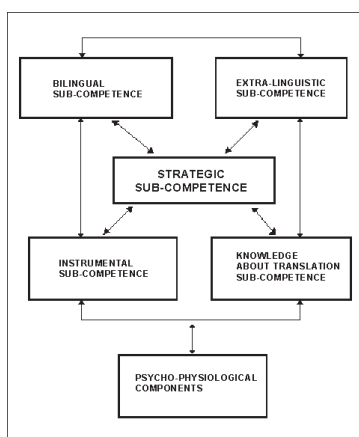 BILINGUAL
SUB-COMPETENCE
EXTRA-LINGUISTIC
SUB-COMPETENCE
STRATEGIC
SUB-COMPETENCE
INSTRUMENTAL
SUB-COMPETENCE
KNOWLEDGE
ABOUT TRANSLATION
SUB-COMPETENCE
PSYCHO-PHYSIOLOGICAL
COMPONENTS